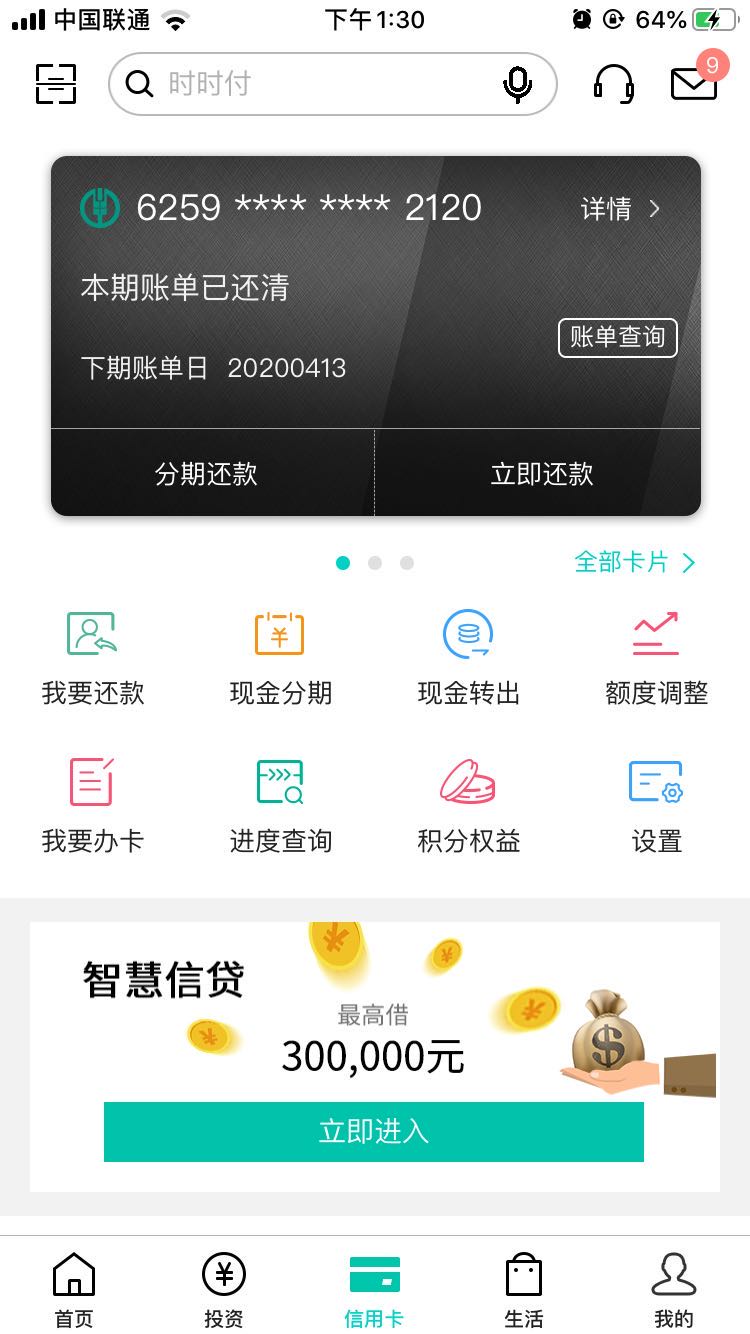 中国联通 下午1:30 64%
时时付 9
6259 **** **** 2120 详情
本期账单已还清
账单查询
下期账单日 20200413
分期还款 立即还款
全部卡片
我要还款 现金分期 现金转出 额度调整
我要办卡 进度查询 积分权益 设置
智慧信贷
最高借
300,000元
立即进入
首页 投资 信用卡 生活 我的